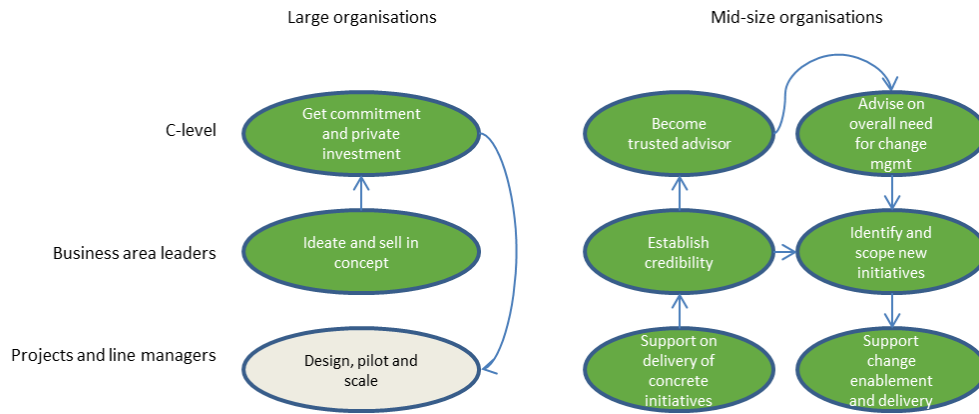 Large organisations
Mid-size organisations
C-level
Get commitment
and private
investment
Become
trusted advisor
Advise on
overall need
for change
mgmt
Business area leaders
Ideate and sell in
concept
Establish
credibility
Identify and
scope new
initiatives
Projects and line managers
Design, pilot and
scale
Support on
delivery of
concrete
initiatives
Support
change
enablement
and delivery